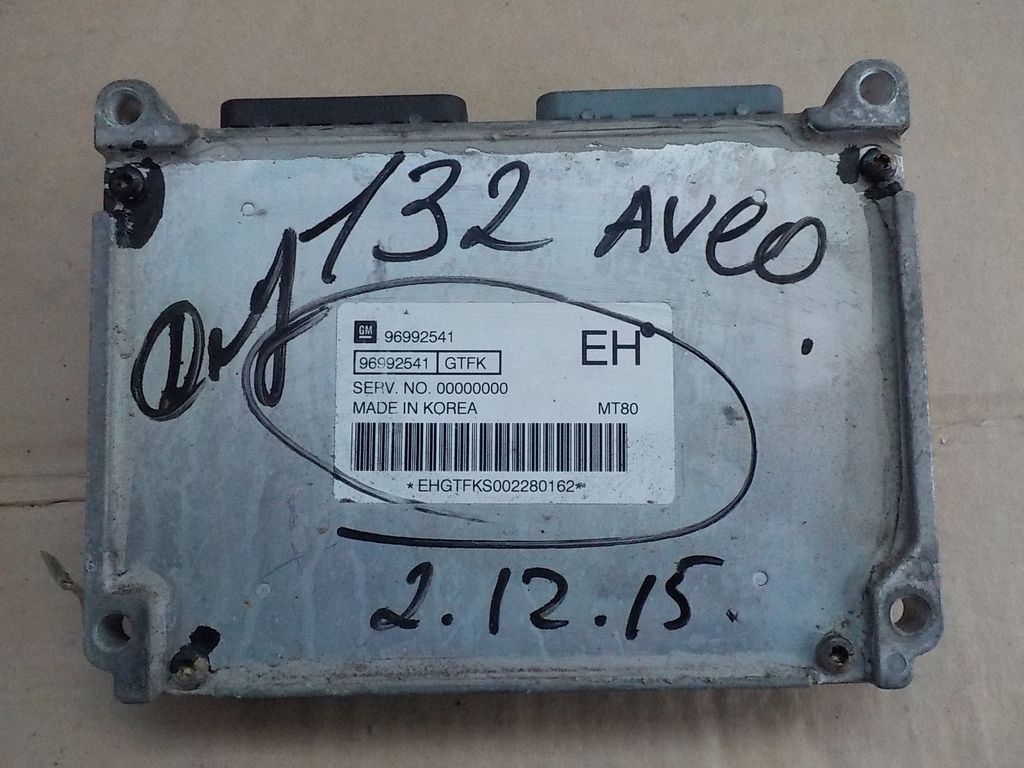 132 Aveo.
GM 96992541
EH
96992541 GTFK
SERV. NO. 00000000
MADE IN KOREA MT80
*EHGTFKS002280162*
2.12.15.